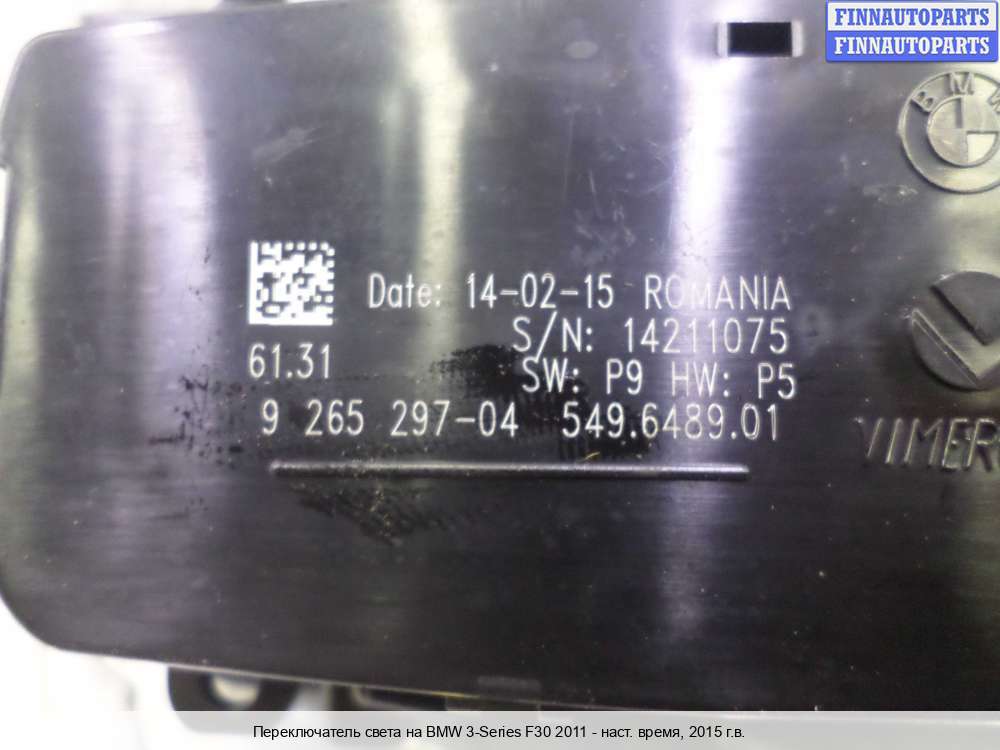 FINNAUTOPARTS
FINNAUTOPARTS
BMW
Date: 14-02-15 ROMANIA
S/N: 14211075
61.31
SW: P9 HW: P5
9 265 297-04 549.6489.01
Переключатель света на BMW 3-Series F30 2011 - наст. время, 2015 г.в.